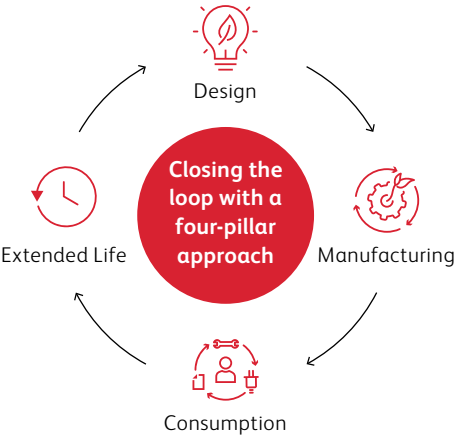 Design
Closing the
loop with a
four-pillar
approach
Extended Life
Manufacturing
Consumption